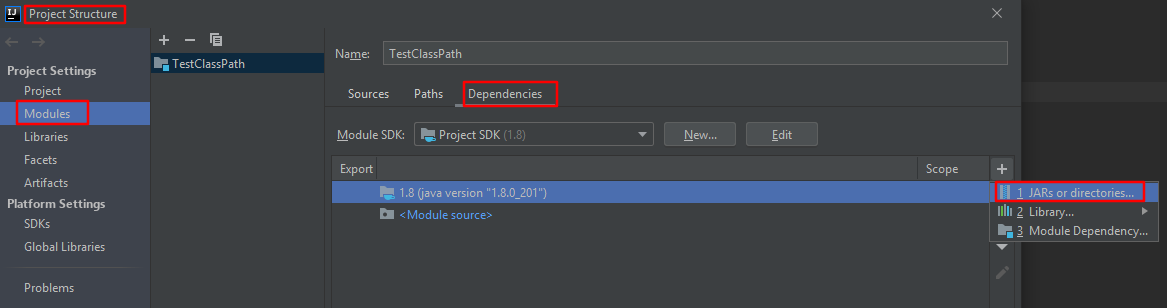 Project Structure
Project Settings
Project
Modules
Libraries
Facets
Artifacts
Platform Settings
SDKs
Global Libraries
Problems
TestClassPath
Name: TestClassPath
Sources Paths Dependencies
Module SDK: Project SDK (1.8) New... Edit
Export Scope
1.8 (java version "1.8.0_201")
<Module source>
1 JARs or directories...
2 Library...
3 Module Dependency...